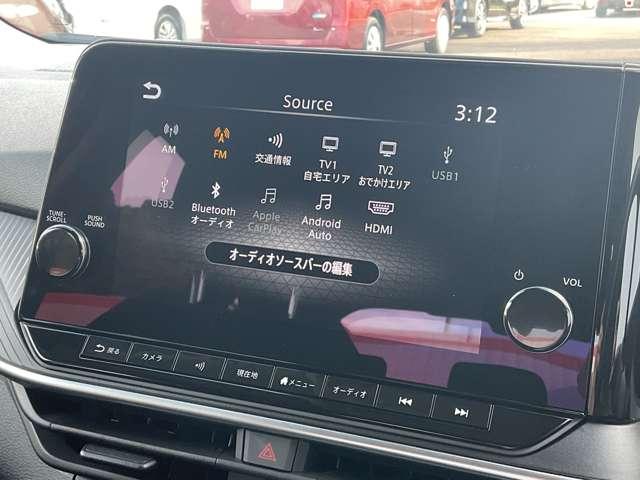 Source
3:12
AM
FM
交通情報
TV1
自宅エリア
TV2
おでかけエリア
USB1
USB2
Bluetooth
オーディオ
Apple
CarPlay
Android
Auto
HDMI
オーディオソースバーの編集
TUNE・
SCROLL
PUSH
SOUND
VOL
戻る
カメラ
現在地
メニュー
オーディオ